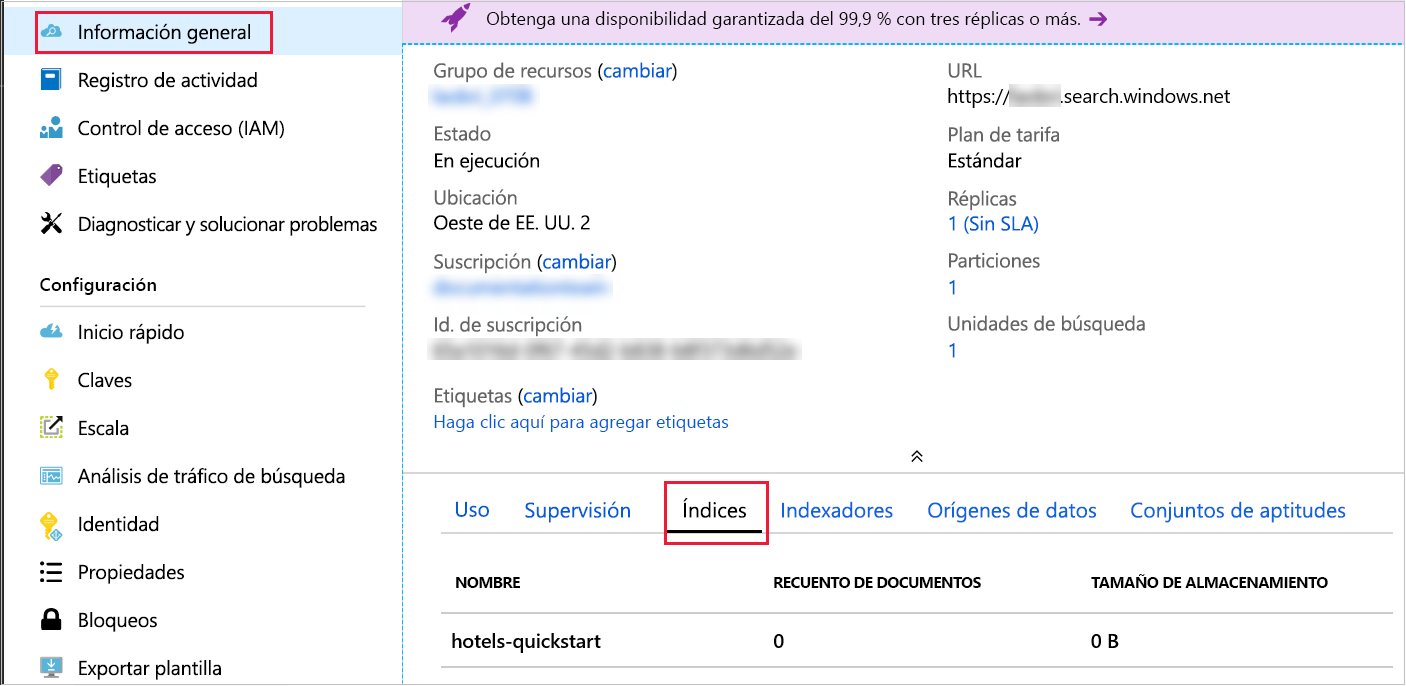 Información general
Registro de actividad
Control de acceso (IAM)
Etiquetas
Diagnosticar y solucionar problemas
Configuración
Inicio rápido
Claves
Escala
Análisis de tráfico de búsqueda
Identidad
Propiedades
Bloqueos
Exportar plantilla
Obtenga una disponibilidad garantizada del 99,9 % con tres réplicas o más.
Grupo de recursos (cambiar)
Estado
En ejecución
Ubicación
Oeste de EE. UU. 2
Suscripción (cambiar)
Id. de suscripción
Etiquetas (cambiar)
Haga clic aquí para agregar etiquetas
URL
https:// .search.windows.net
Plan de tarifa
Estándar
Réplicas
1 (Sin SLA)
Particiones
1
Unidades de búsqueda
1
Uso Supervisión Índices Indexadores Orígenes de datos Conjuntos de aptitudes
NOMBRE RECUENTO DE DOCUMENTOS TAMAÑO DE ALMACENAMIENTO
hotels-quickstart 0 0 B